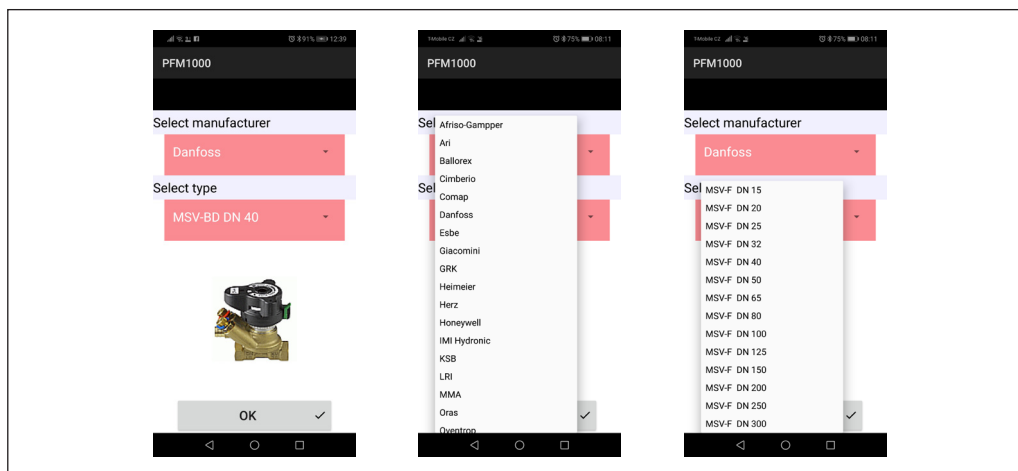 91% 12:39
PFM1000
Select manufacturer
Danfoss
Select type
MSV-BD DN 40
OK
T-Mobile CZ 75% 08:11
PFM1000
Sel
Afriso-Gampper
Ari
Ballorex
Cimberio
Sel
Comap
Danfoss
Esbe
Giacomini
GRK
Heimeier
Herz
Honeywell
IMI Hydronic
KSB
LRI
MMA
Oras
Oventrop
T-Mobile CZ 75% 08:11
PFM1000
Select manufacturer
Danfoss
Sel
MSV-F DN 15
MSV-F DN 20
MSV-F DN 25
MSV-F DN 32
MSV-F DN 40
MSV-F DN 50
MSV-F DN 65
MSV-F DN 80
MSV-F DN 100
MSV-F DN 125
MSV-F DN 150
MSV-F DN 200
MSV-F DN 250
MSV-F DN 300